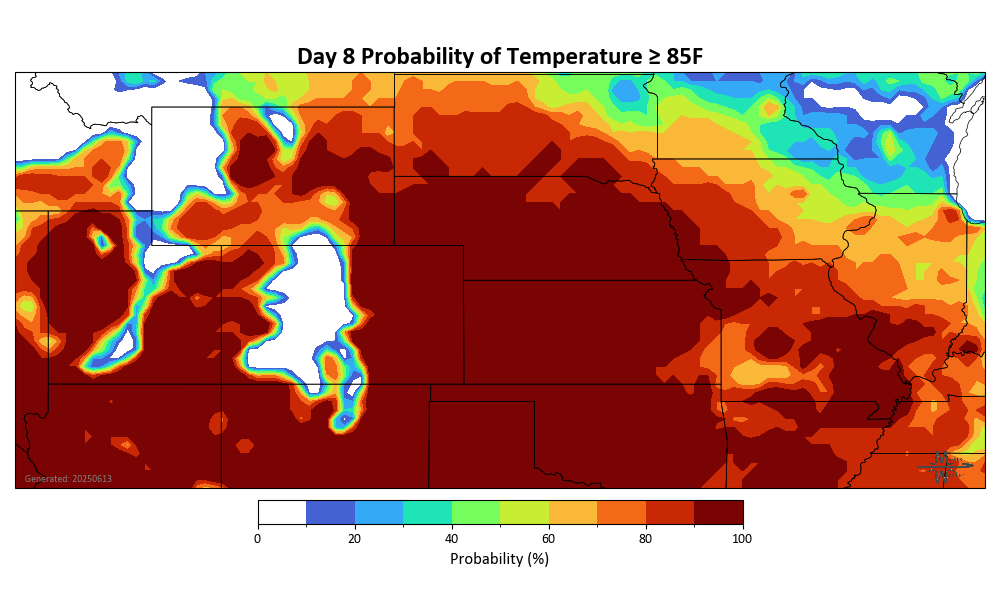 Day 8 Probability of Temperature ≥ 85F
Generated: 20250613
0 20 40 60 80 100
Probability (%)